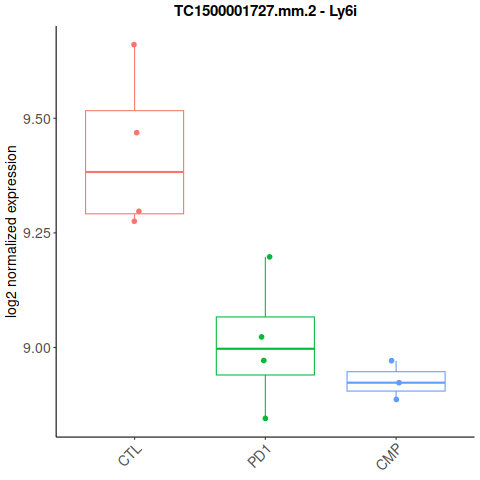 TC1500001727.mm.2 - Ly6i
log2 normalized expression
9.50
9.25
9.00
CTL
PD1
CMP